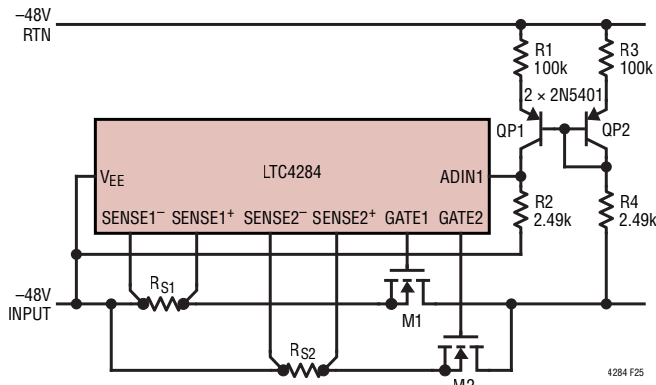 –48V
RTN
R1
100k
R3
100k
2 × 2N5401
QP1
QP2
LTC4284
VEE
ADIN1
SENSE1–
SENSE1+
SENSE2–
SENSE2+
GATE1
GATE2
R2
2.49k
R4
2.49k
–48V
INPUT
RS1
M1
RS2
M2
4284 F25